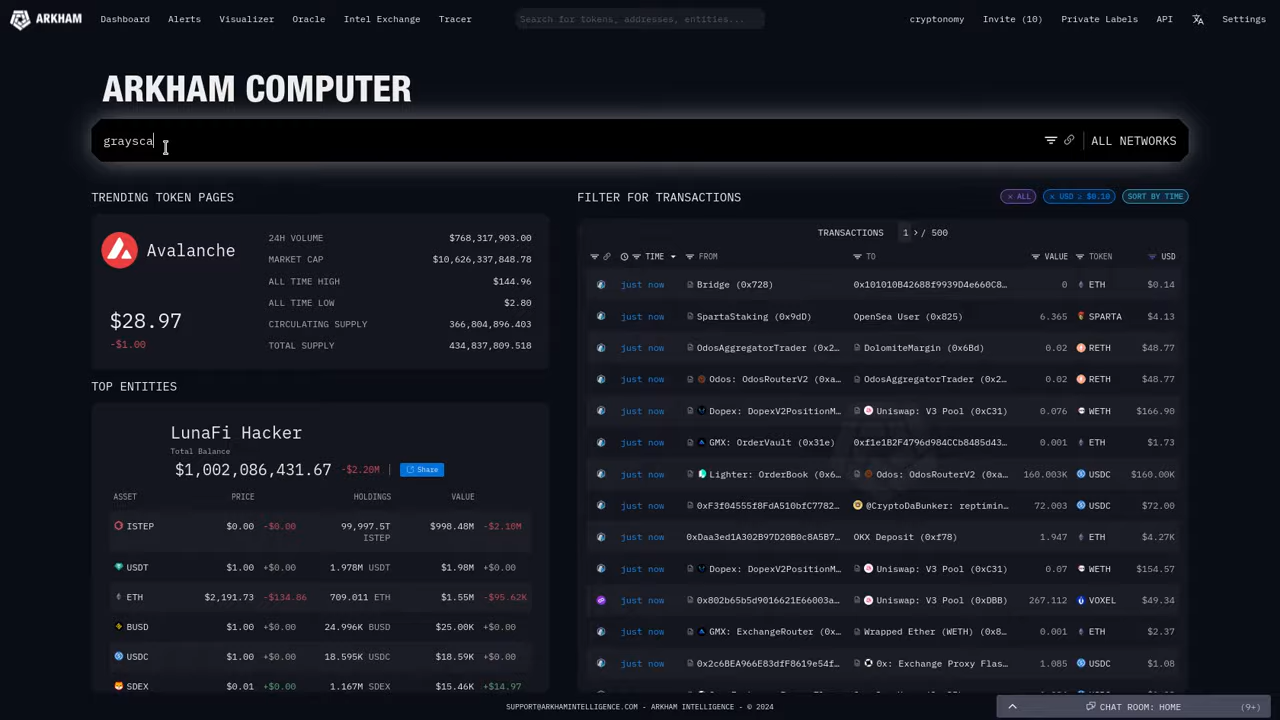 ARKHAM Dashboard Alerts Visualizer Oracle Intel Exchange Tracer Search for tokens, addresses, entities... cryptonomy Invite (10) Private Labels API Settings
ARKHAM COMPUTER
graysca ALL NETWORKS
TRENDING TOKEN PAGES
Avalanche
$28.97
-$1.00
24H VOLUME $768,317,903.00
MARKET CAP $10,626,337,848.78
ALL TIME HIGH $144.96
ALL TIME LOW $2.80
CIRCULATING SUPPLY 366,804,896.403
TOTAL SUPPLY 434,837,809.518
TOP ENTITIES
LunaFi Hacker
Total Balance
$1,002,086,431.67 -$2.20M Share
ASSET PRICE HOLDINGS VALUE
ISTEP $0.00 -$0.00 99,997.5T ISTEP $998.48M -$2.10M
USDT $1.00 +$0.00 1.978M USDT $1.98M +$0.00
ETH $2,191.73 -$134.86 709.011 ETH $1.55M -$95.62K
BUSD $1.00 +$0.00 24.996K BUSD $25.00K +$0.00
USDC $1.00 +$0.00 18.595K USDC $18.59K +$0.00
SDEX $0.01 +$0.00 1.167M SDEX $15.46K +$14.97
FILTER FOR TRANSACTIONS × ALL × USD ≥ $0.10 SORT BY TIME
TRANSACTIONS 1 > / 500
TIME FROM TO VALUE TOKEN USD
just now Bridge (0x728) 0x101010B42688f9939D4e660C8… 0 ETH $0.14
just now SpartaStaking (0x9dD) OpenSea User (0x825) 6.365 SPARTA $4.13
just now OdosAggregatorTrader (0x2… DolomiteMargin (0x6Bd) 0.02 RETH $48.77
just now Odos: OdosRouterV2 (0xa… OdosAggregatorTrader (0x2… 0.02 RETH $48.77
just now Dopex: DopexV2PositionM… Uniswap: V3 Pool (0xC31) 0.076 WETH $166.90
just now GMX: OrderVault (0x31e) 0xf1e1B2F4796d984CCb8485d43… 0.001 ETH $1.73
just now Lighter: OrderBook (0x6… Odos: OdosRouterV2 (0xa… 160.003K USDC $160.00K
just now 0xF3f04555f8FdA510bfC7782… @CryptoDaBunker: reptimin… 72.003 USDC $72.00
just now 0xDaa3ed1A302B97D20B0c8A5B7… OKX Deposit (0xf78) 1.947 ETH $4.27K
just now Dopex: DopexV2PositionM… Uniswap: V3 Pool (0xC31) 0.07 WETH $154.57
just now 0x802b65b5d9016621E66003a… Uniswap: V3 Pool (0xDBB) 267.112 VOXEL $49.34
just now GMX: ExchangeRouter (0x… Wrapped Ether (WETH) (0x8… 0.001 ETH $2.37
just now 0x2c6BEA966E83dfF8619e54f… 0x: Exchange Proxy Flas… 1.085 USDC $1.08
SUPPORT@ARKHAMINTELLIGENCE.COM - ARKHAM INTELLIGENCE - © 2024
CHAT ROOM: HOME (9+)